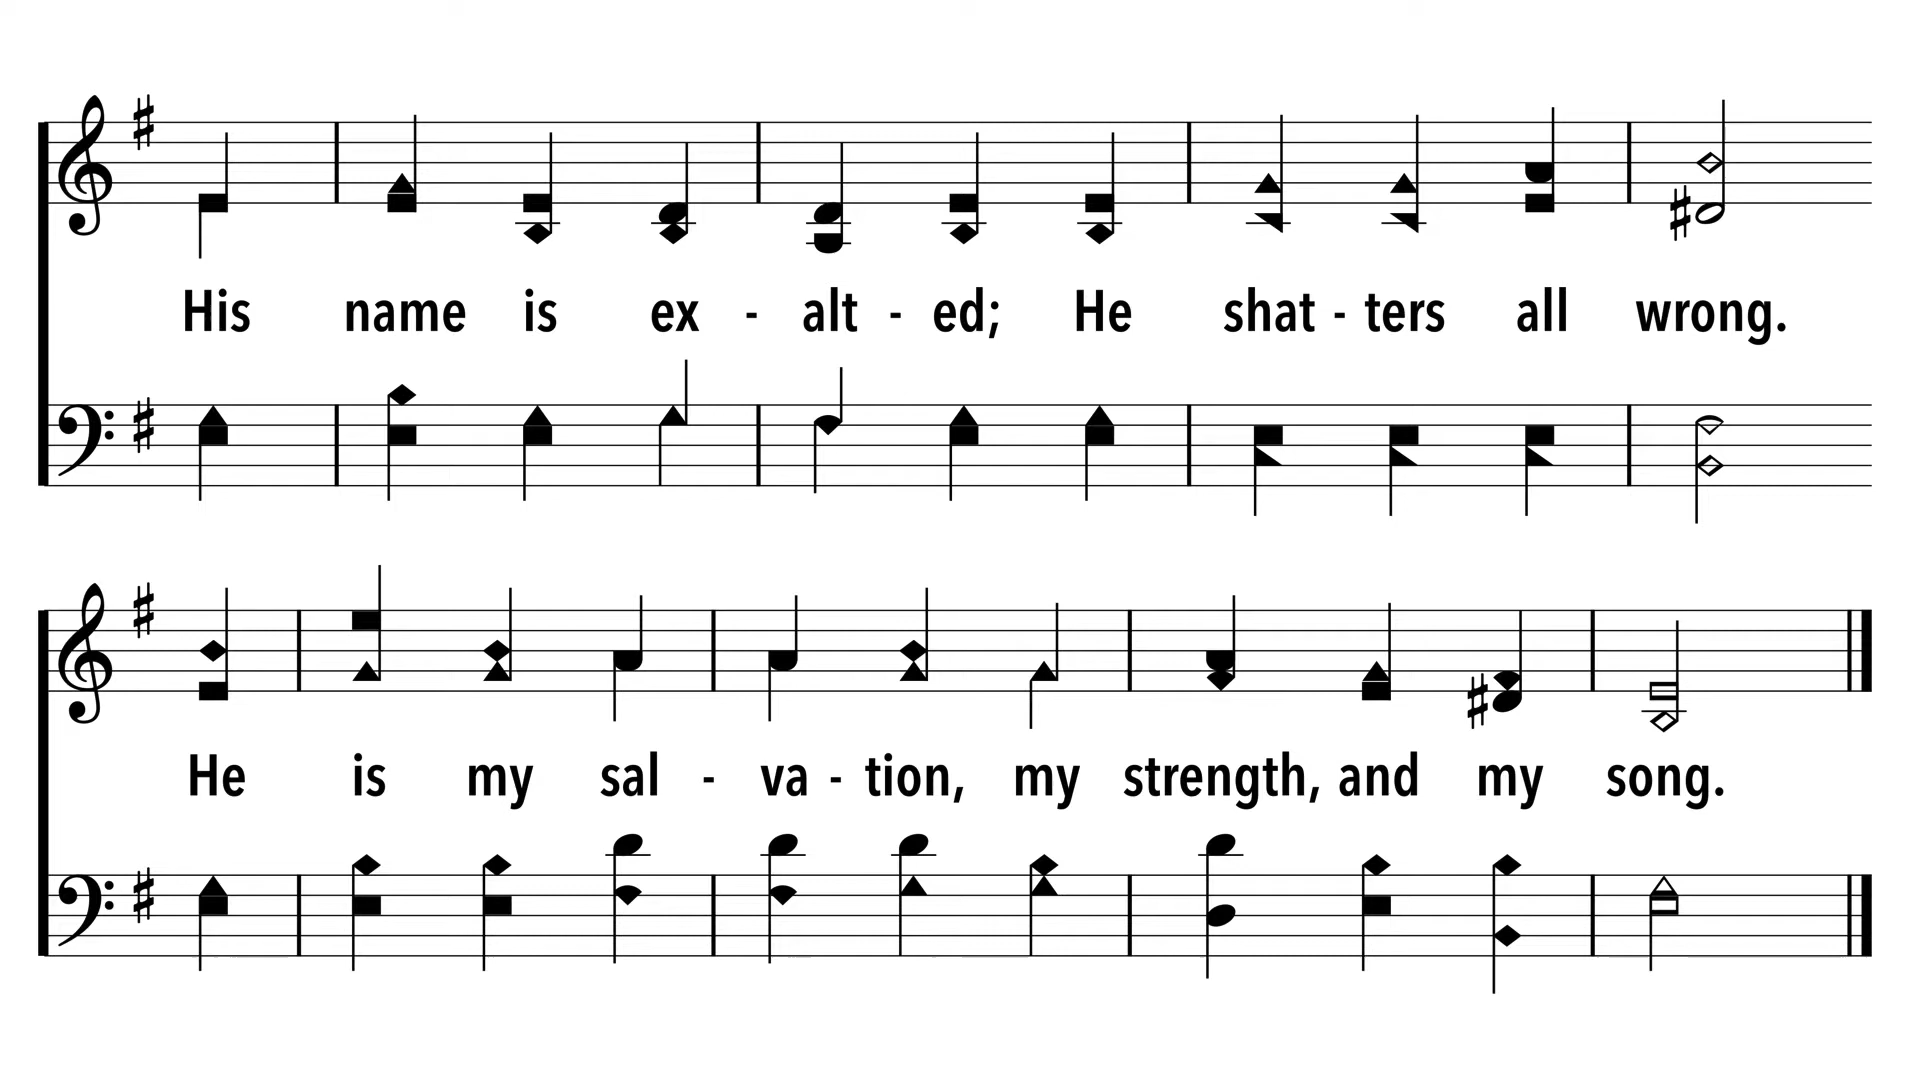 His name is ex - alt - ed; He shat - ters all wrong.
He is my sal - va - tion, my strength, and my song.